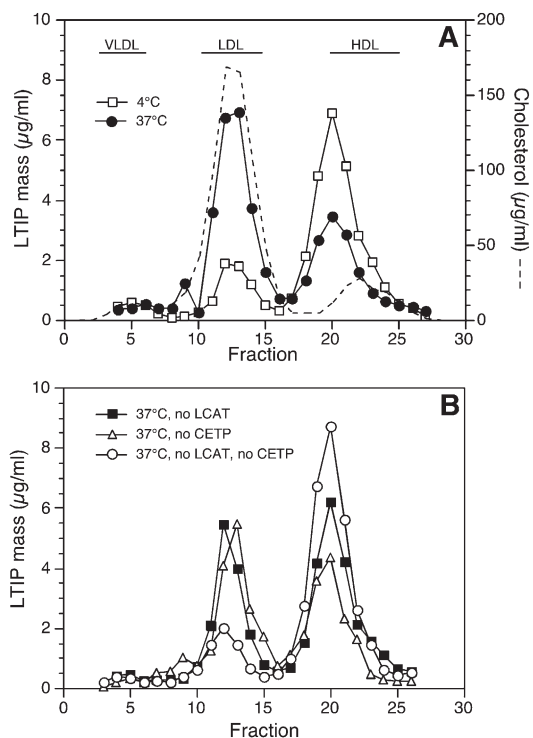 A
VLDL LDL HDL
4°C
37°C
LTIP mass (µg/ml)
10
8
6
4
2
0
Cholesterol (µg/ml) ---
200
150
100
50
0
0 5 10 15 20 25 30
Fraction
B
37°C, no LCAT
37°C, no CETP
37°C, no LCAT, no CETP
LTIP mass (µg/ml)
10
8
6
4
2
0
0 5 10 15 20 25 30
Fraction